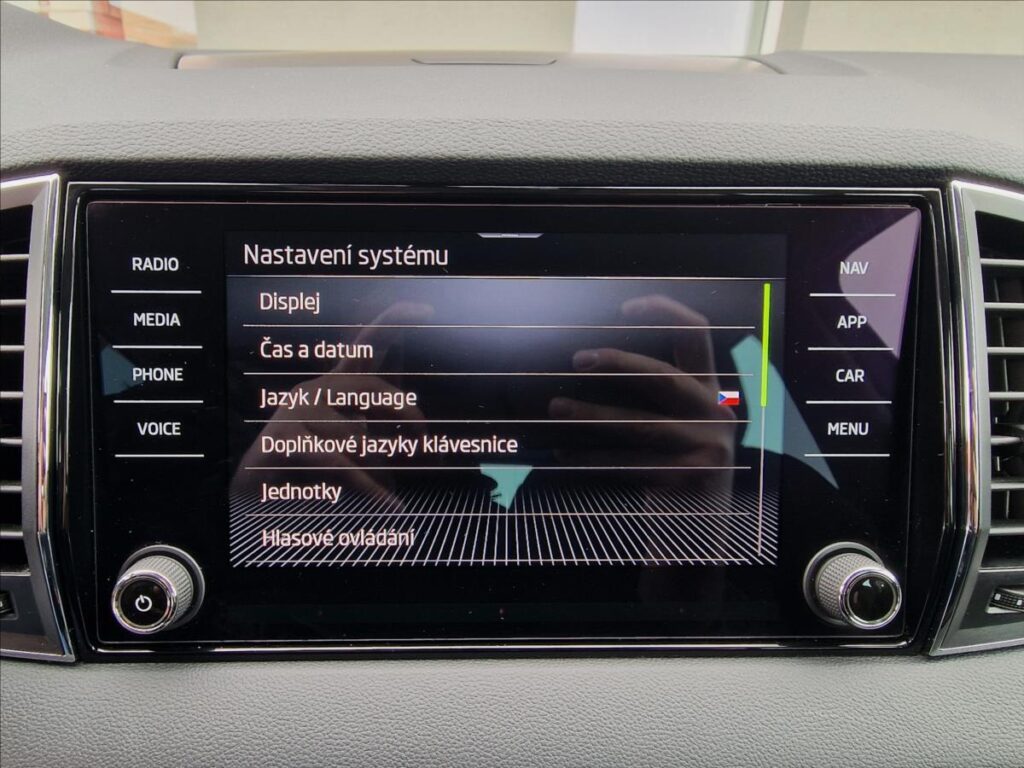 RADIO
MEDIA
PHONE
VOICE
Nastavení systému
Displej
Čas a datum
Jazyk / Language
Doplňkové jazyky klávesnice
Jednotky
Hlasové ovládání
NAV
APP
CAR
MENU